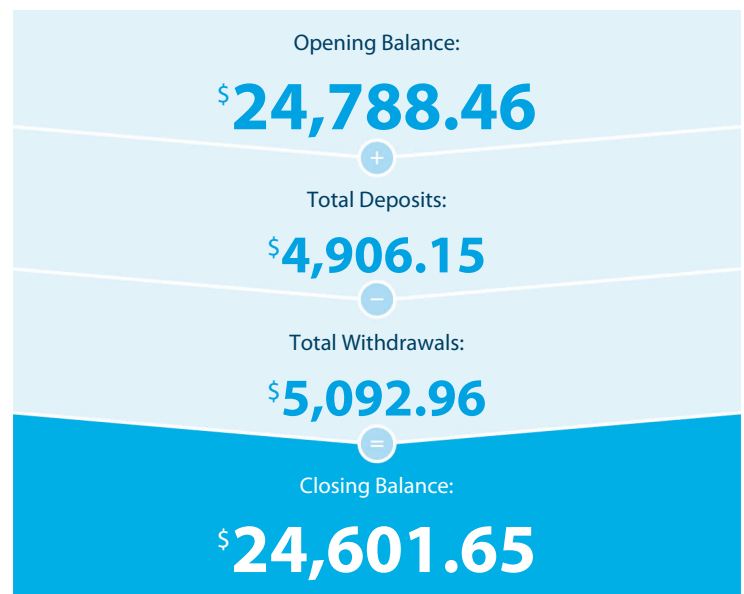 Opening Balance:
$24,788.46
+
Total Deposits:
$4,906.15
−
Total Withdrawals:
$5,092.96
=
Closing Balance:
$24,601.65